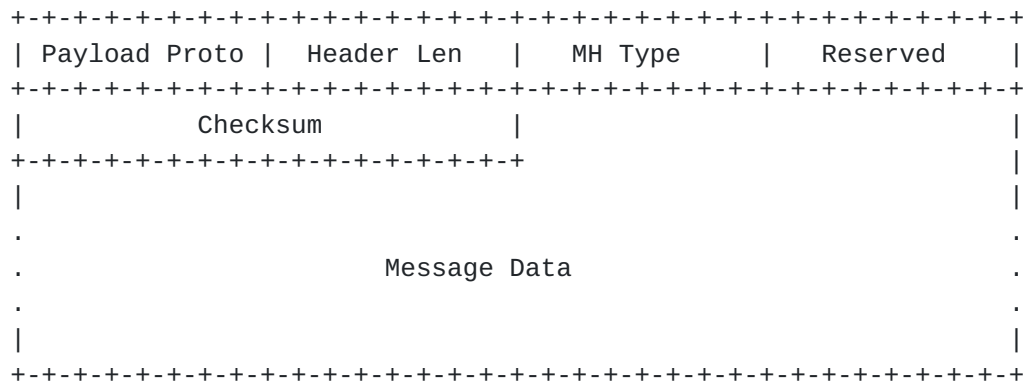 +-+-+-+-+-+-+-+-+-+-+-+-+-+-+-+-+-+-+-+-+-+-+-+-+-+-+-+-+-+-+-+-+
| Payload Proto |  Header Len   |   MH Type     |   Reserved    |
+-+-+-+-+-+-+-+-+-+-+-+-+-+-+-+-+-+-+-+-+-+-+-+-+-+-+-+-+-+-+-+-+
|           Checksum            |                               |
+-+-+-+-+-+-+-+-+-+-+-+-+-+-+-+-+                               |
|                                                               |
.                                                               .
.                       Message Data                            .
.                                                               .
|                                                               |
+-+-+-+-+-+-+-+-+-+-+-+-+-+-+-+-+-+-+-+-+-+-+-+-+-+-+-+-+-+-+-+-+